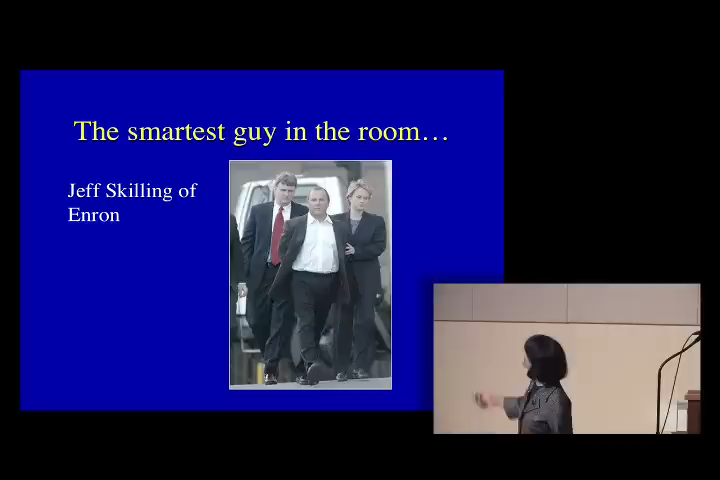 The smartest guy in the room…
Jeff Skilling of
Enron